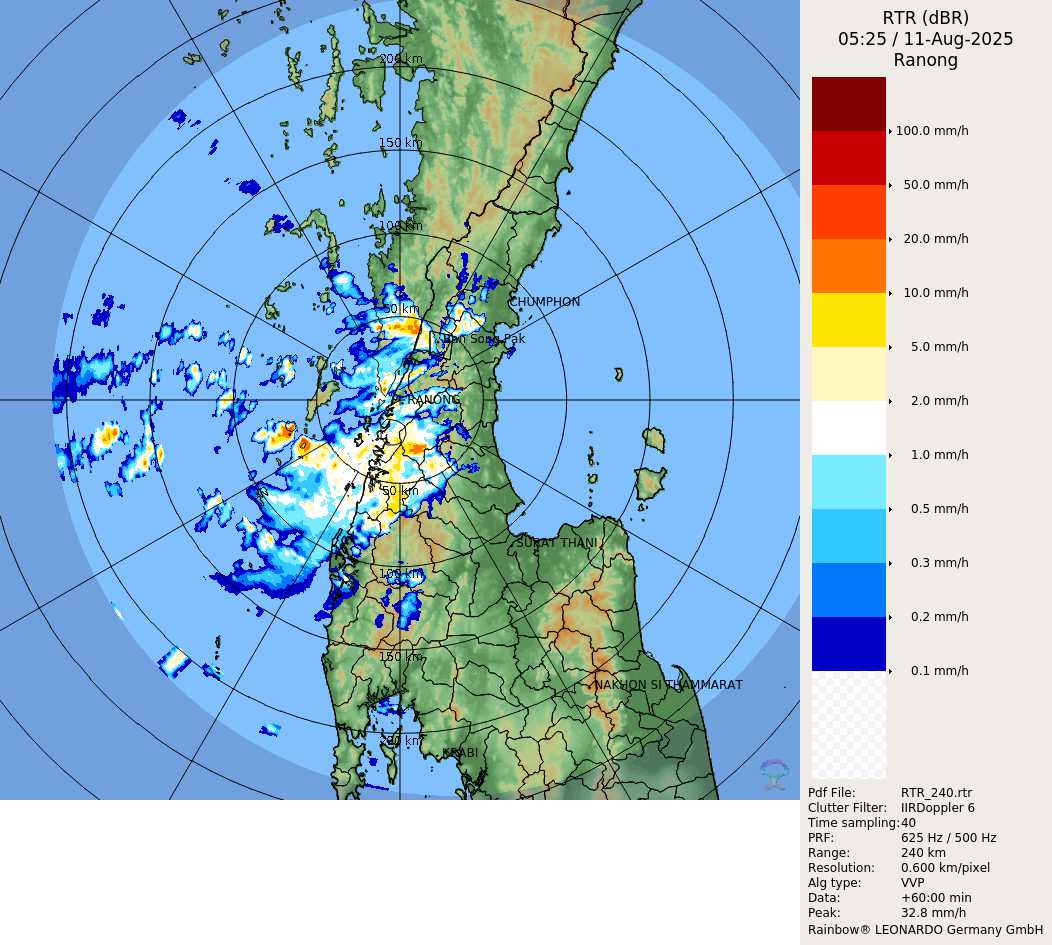 RTR (dBR)
05:25 / 11-Aug-2025
Ranong
200 km
150 km
100 km
50 km
CHUMPHON
Ban Song Pak
RANONG
50 km
SURAT THANI
100 km
150 km
NAKHON SI THAMMARAT
200 km
KRABI
100.0 mm/h
50.0 mm/h
20.0 mm/h
10.0 mm/h
5.0 mm/h
2.0 mm/h
1.0 mm/h
0.5 mm/h
0.3 mm/h
0.2 mm/h
0.1 mm/h
Pdf File: RTR_240.rtr
Clutter Filter: IIRDoppler 6
Time sampling:40
PRF: 625 Hz / 500 Hz
Range: 240 km
Resolution: 0.600 km/pixel
Alg type: VVP
Data: +60:00 min
Peak: 32.8 mm/h
Rainbow® LEONARDO Germany GmbH